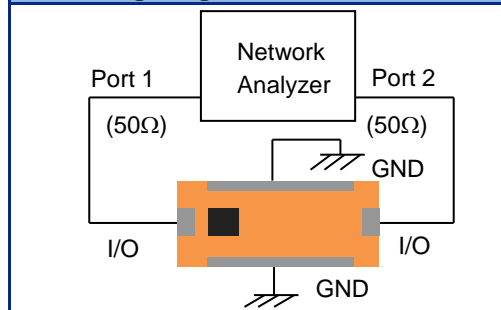 Network
Analyzer
Port 1
Port 2
(50Ω)
(50Ω)
GND
I/O
I/O
GND